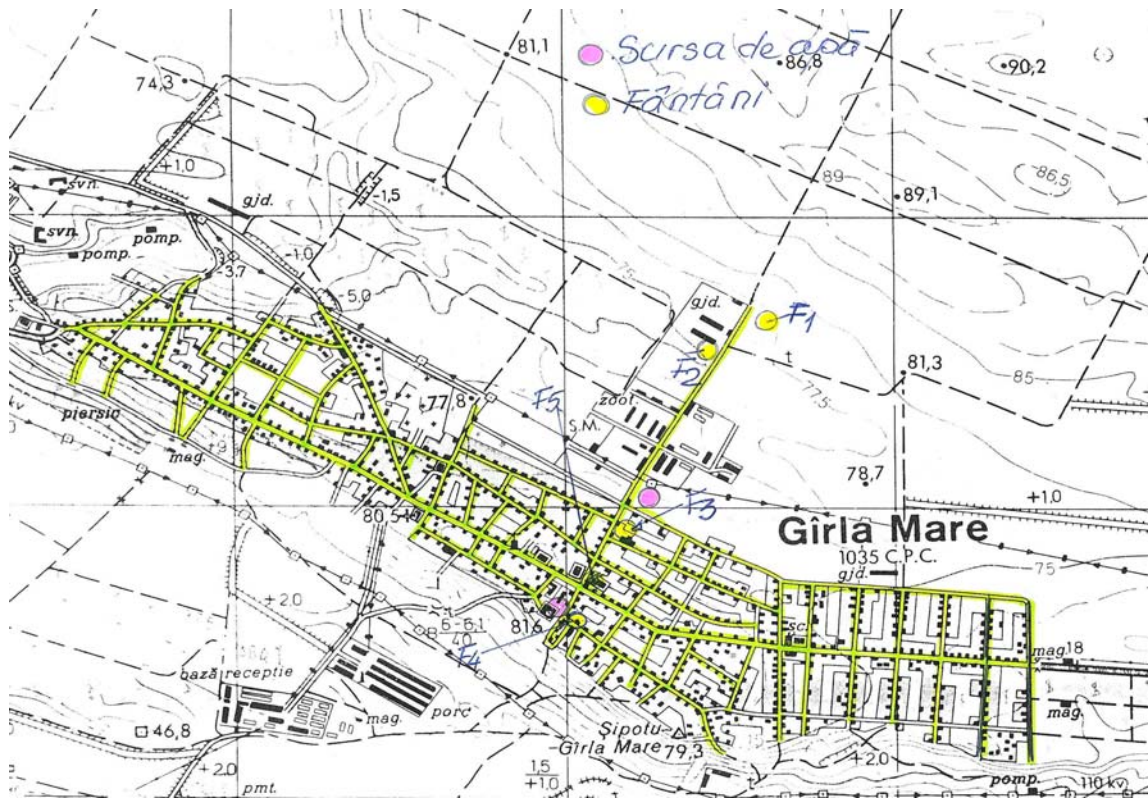 81,1
Sursa de apă
86,8
90,2
74,3
Fântâni
+1,0
svn.
-1,5
89
86,5
89,1
gjd.
svn.
pomp.
pomp.
-1,0
-3,7
75
-5,0
gjd.
F1
F2
t
81,3
85
77,5
77,8
F5
zoot.
piersic
S.M.
mag.
78,7
+1,0
F3
80,5
Gîrla Mare
1035 C.P.C.
gjd.
75
+2,0
816
sc.
8 6-6,1
40
F4
mag.
18
bază recepție
mag.
porc
mag.
46,8
Șipotu
Gîrla Mare 79,3
+2,0
+2,0
1,5
+1,0
pmt.
pomp.
110 kv